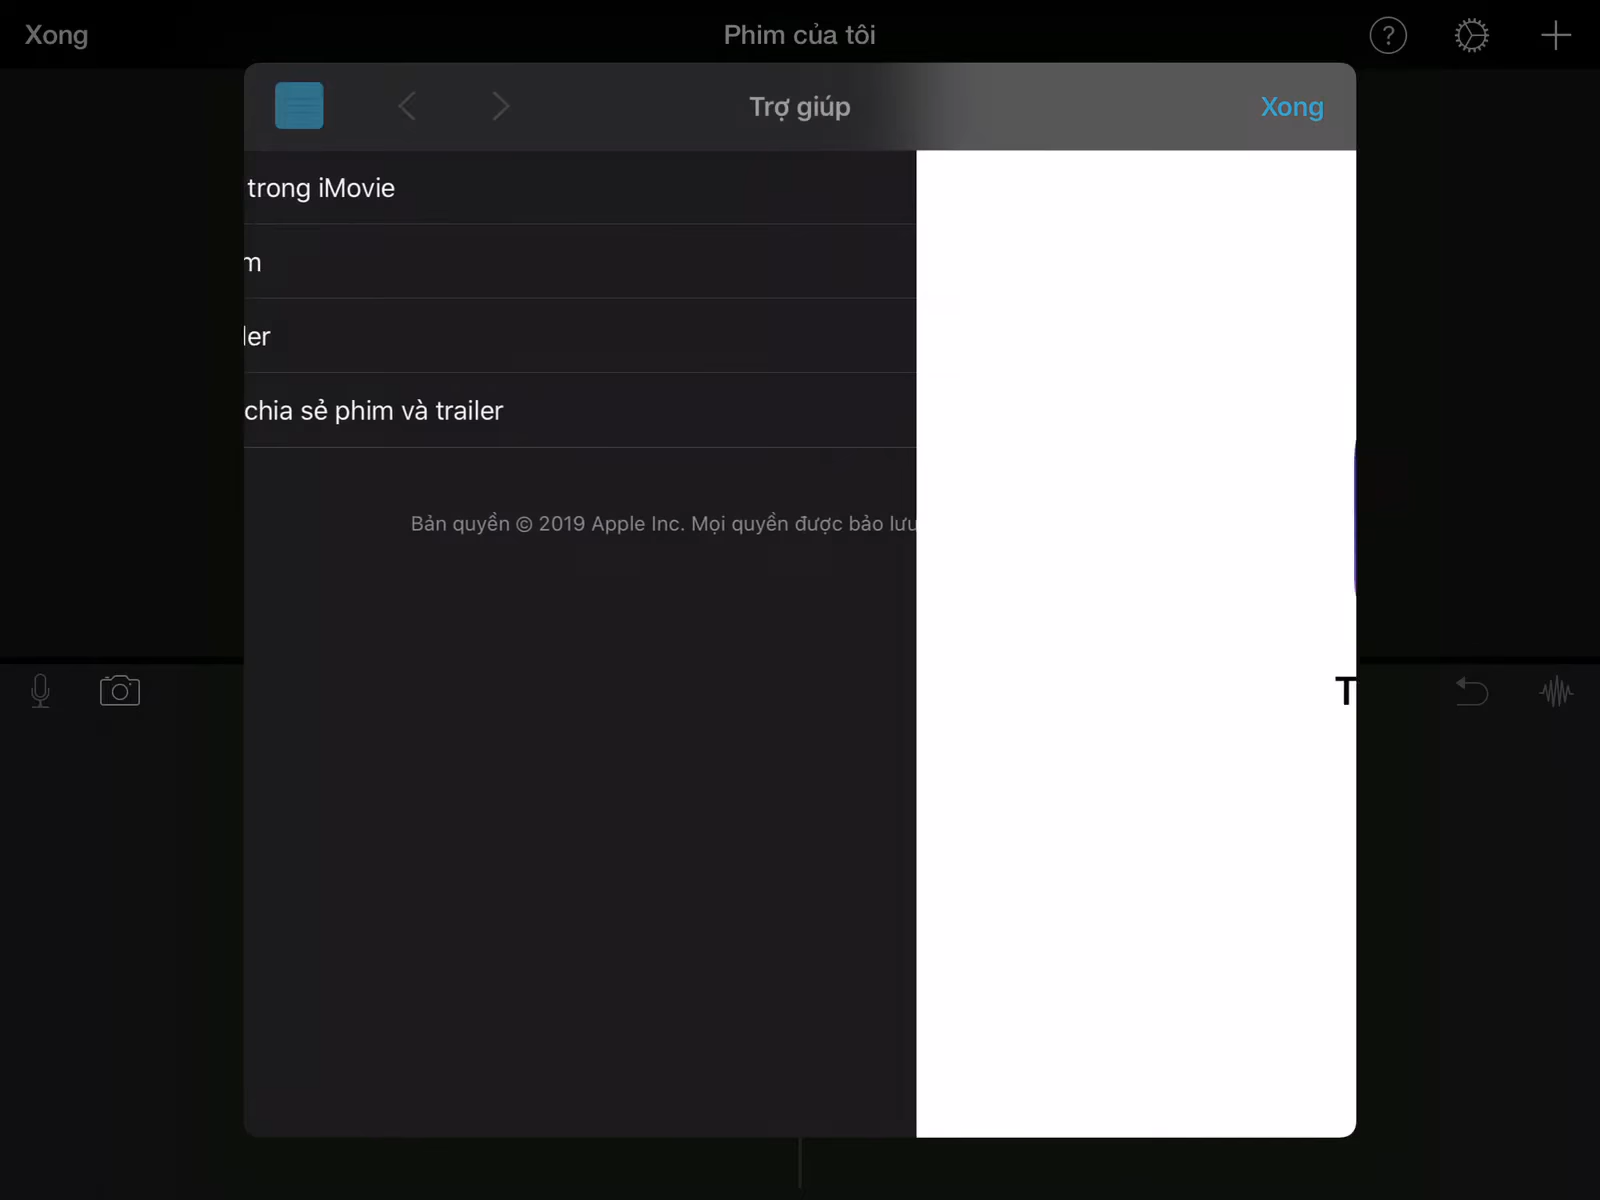 Xong
Phim của tôi
Trợ giúp
Xong
trong iMovie
chia sẻ phim và trailer
Bản quyền © 2019 Apple Inc. Mọi quyền được bảo lưu
T